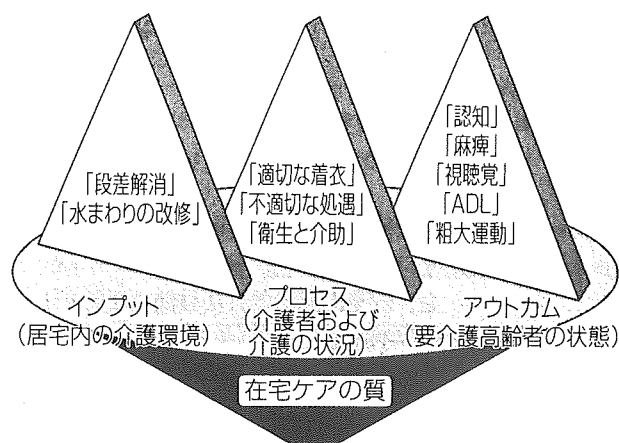 「段差解消」
「水まわりの改修」
「適切な着衣」
「不適切な処遇」
「衛生と介助」
「認知」
「麻痺」
「視聴覚」
「ADL」
「粗大運動」
インプット
(居宅内の介護環境)
プロセス
(介護者および
介護の状況)
アウトカム
(要介護高齢者の状態)
在宅ケアの質